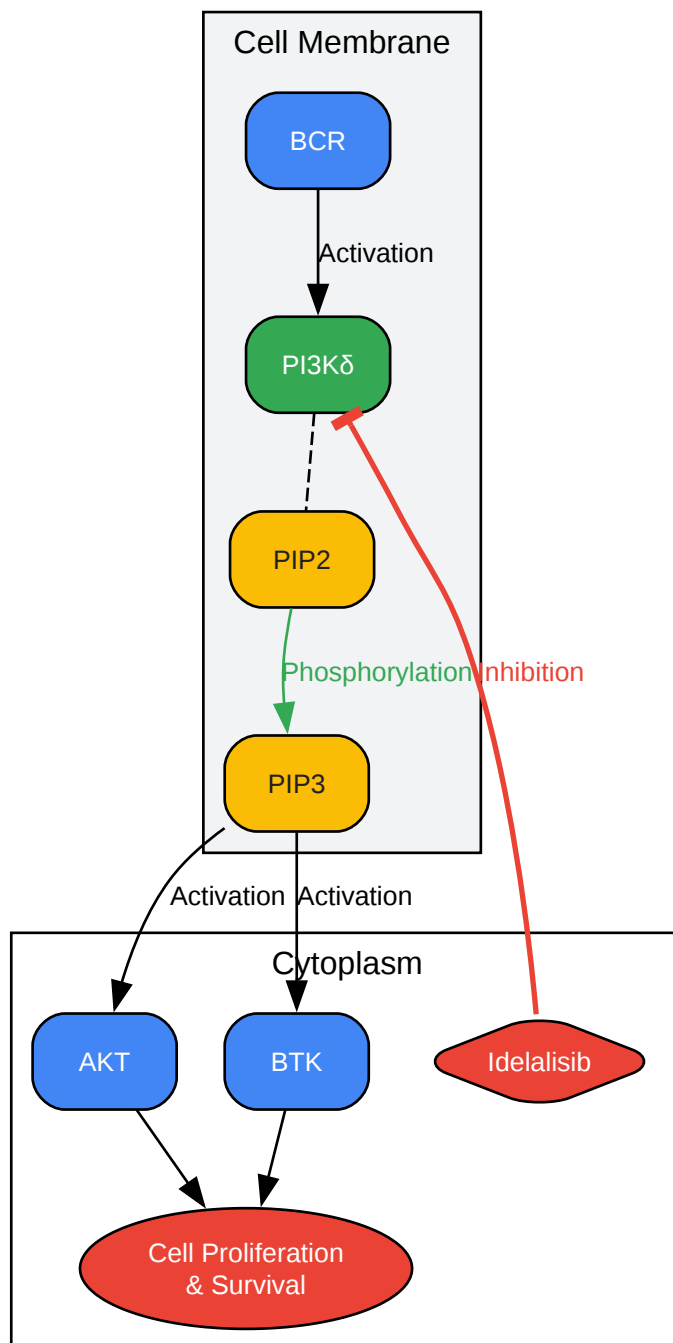 Cell Membrane
BCR
Activation
PI3Kδ
PIP2
Phosphorylation
Inhibition
PIP3
Activation
Activation
Cytoplasm
AKT
BTK
Idelalisib
Cell Proliferation
& Survival